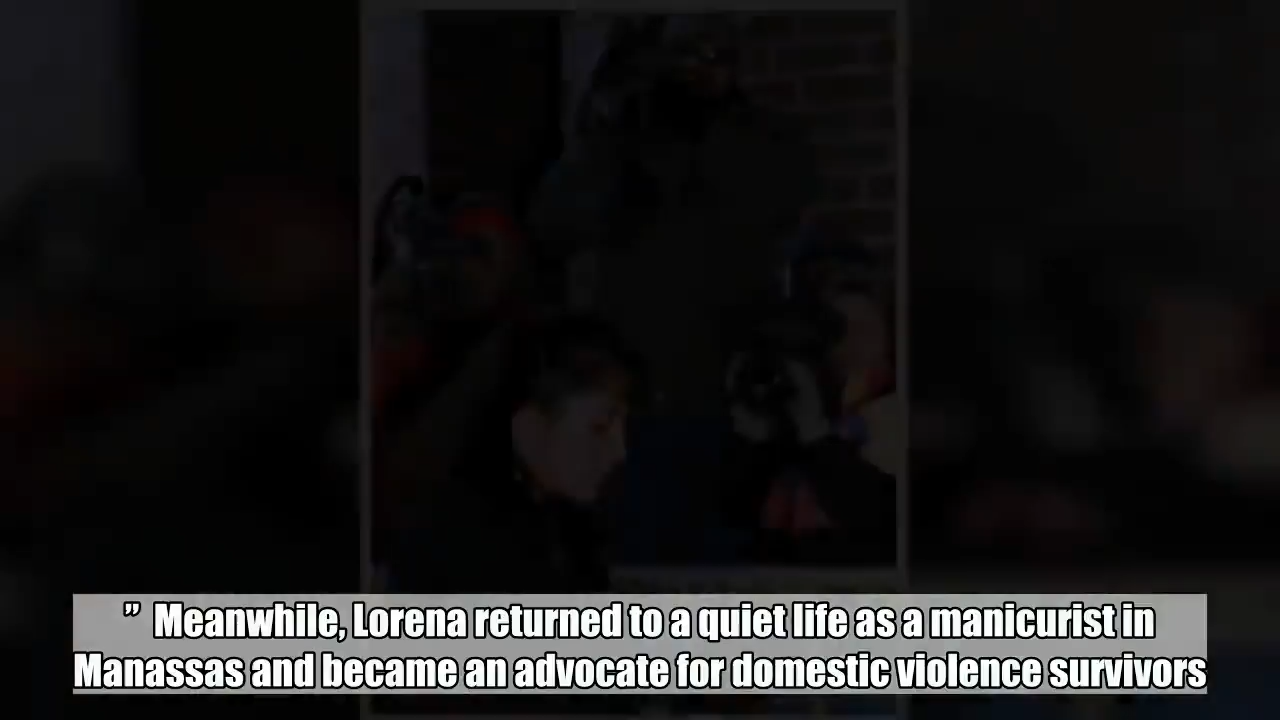 ” Meanwhile, Lorena returned to a quiet life as a manicurist in
Manassas and became an advocate for domestic violence survivors